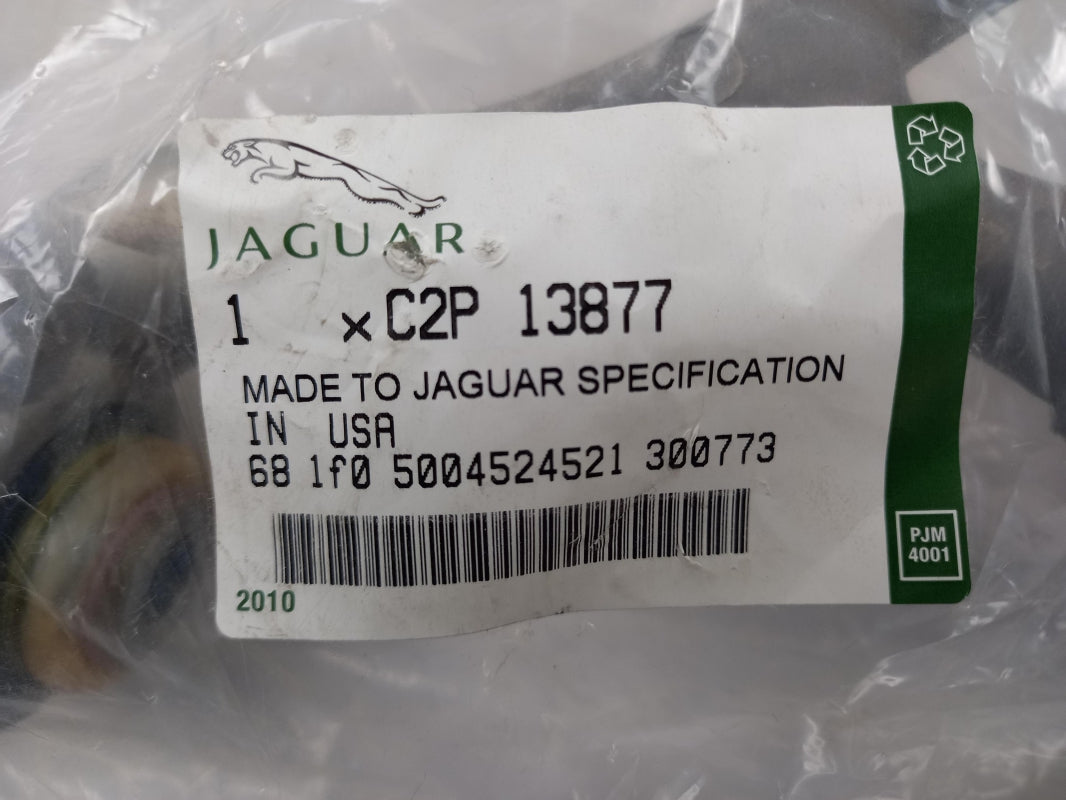 JAGUAR
1 x C2P 13877
MADE TO JAGUAR SPECIFICATION
IN USA
68 1f0 5004524521 300773
2010
PJM
4001